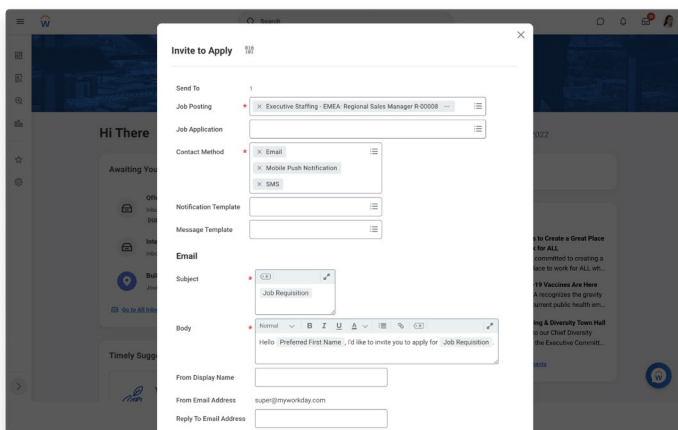 Search
Invite to Apply
Send To 1
Job Posting * × Executive Staffing - EMEA: Regional Sales Manager R-00008 ...
Job Application
Contact Method * × Email
× Mobile Push Notification
× SMS
Notification Template
Message Template
Email
Subject *
Job Requisition
Body * Normal B I U A
Hello Preferred First Name , I'd like to invite you to apply for Job Requisition .
From Display Name
From Email Address super@myworkday.com
Reply To Email Address
Hi There
2022
Awaiting You
Go to All Inbo
Timely Sugge
s to Create a Great Place
k for ALL
committed to creating a
lace to work for ALL wh...
-19 Vaccines Are Here
A recognizes the gravity
urrent public health em...
ing & Diversity Town Hall
o our Chief Diversity
the Executive Committ...